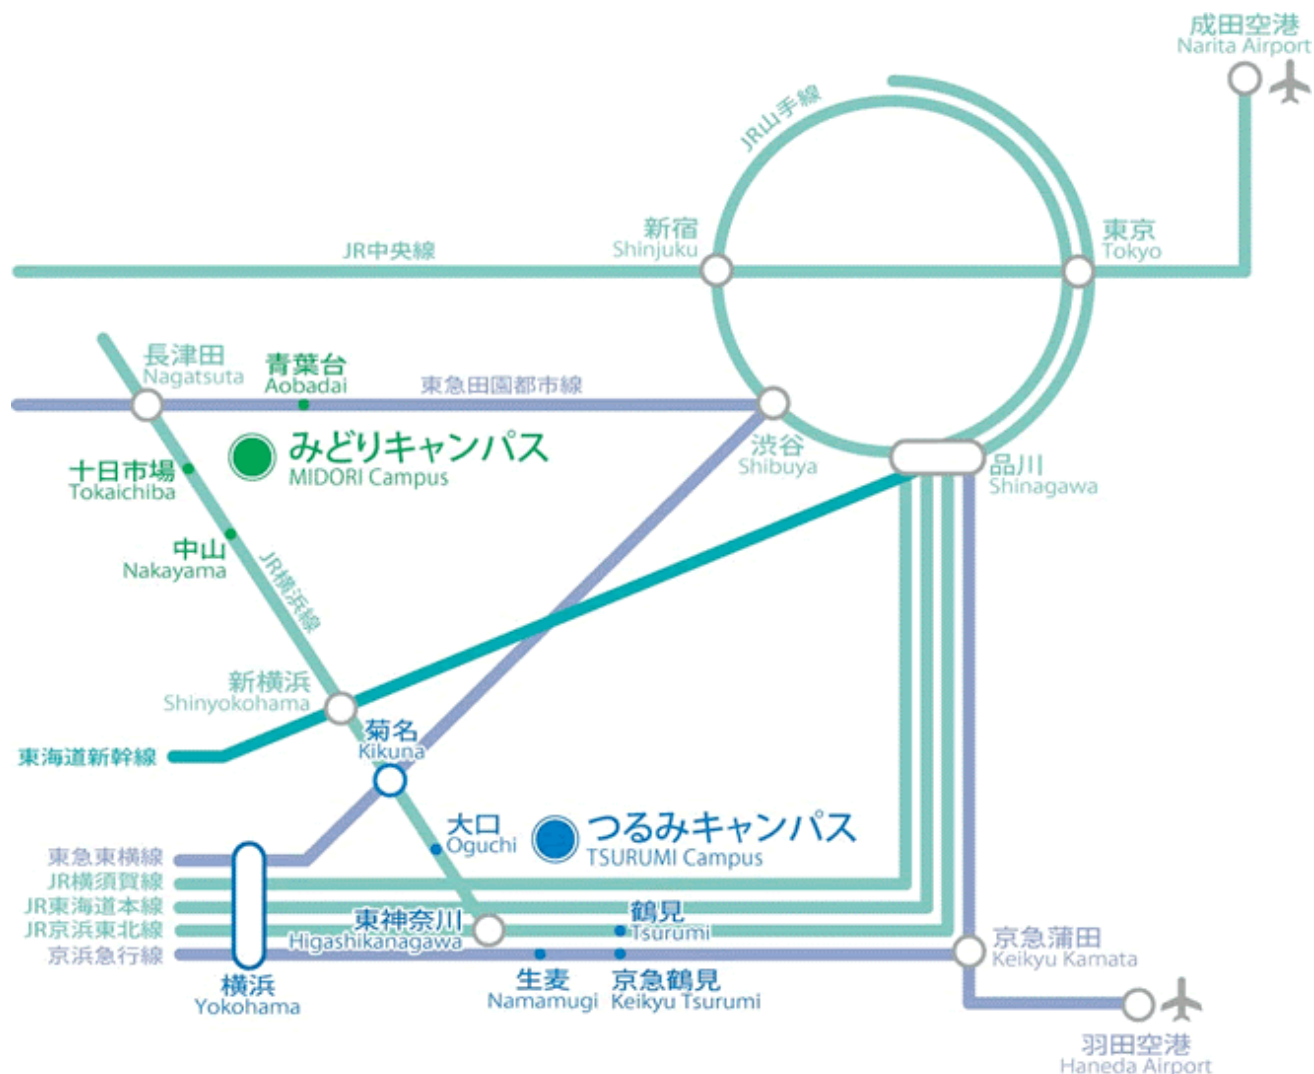 成田空港
Narita Airport
JR山手線
新宿
Shinjuku
東京
Tokyo
JR中央線
長津田
Nagatsuta
青葉台
Aobadai
東急田園都市線
みどりキャンパス
MIDORI Campus
渋谷
Shibuya
品川
Shinagawa
十日市場
Tokaichiba
中山
Nakayama
JR横浜線
新横浜
Shinyokohama
菊名
Kikuna
東海道新幹線
大口
Oguchi
つるみキャンパス
TSURUMI Campus
東急東横線
JR横須賀線
JR東海道本線
JR京浜東北線
京浜急行線
東神奈川
Higashikanagawa
鶴見
Tsurumi
京急蒲田
Keikyu Kamata
横浜
Yokohama
生麦
Namamugi
京急鶴見
Keikyu Tsurumi
羽田空港
Haneda Airport